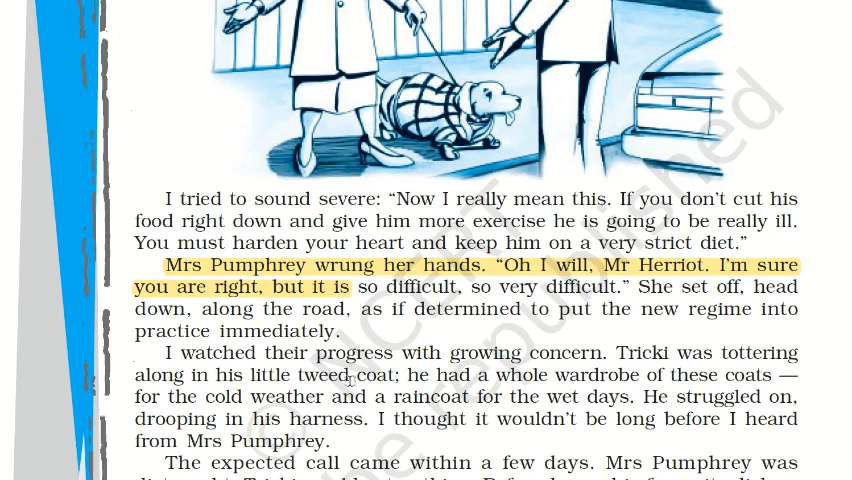 I tried to sound severe: “Now I really mean this. If you don’t cut his
food right down and give him more exercise he is going to be really ill.
You must harden your heart and keep him on a very strict diet.”
Mrs Pumphrey wrung her hands. “Oh I will, Mr Herriot. I’m sure
you are right, but it is so difficult, so very difficult.” She set off, head
down, along the road, as if determined to put the new regime into
practice immediately.
I watched their progress with growing concern. Tricki was tottering
along in his little tweed coat; he had a whole wardrobe of these coats —
for the cold weather and a raincoat for the wet days. He struggled on,
drooping in his harness. I thought it wouldn’t be long before I heard
from Mrs Pumphrey.
The expected call came within a few days. Mrs Pumphrey was
© NCERT
be republished